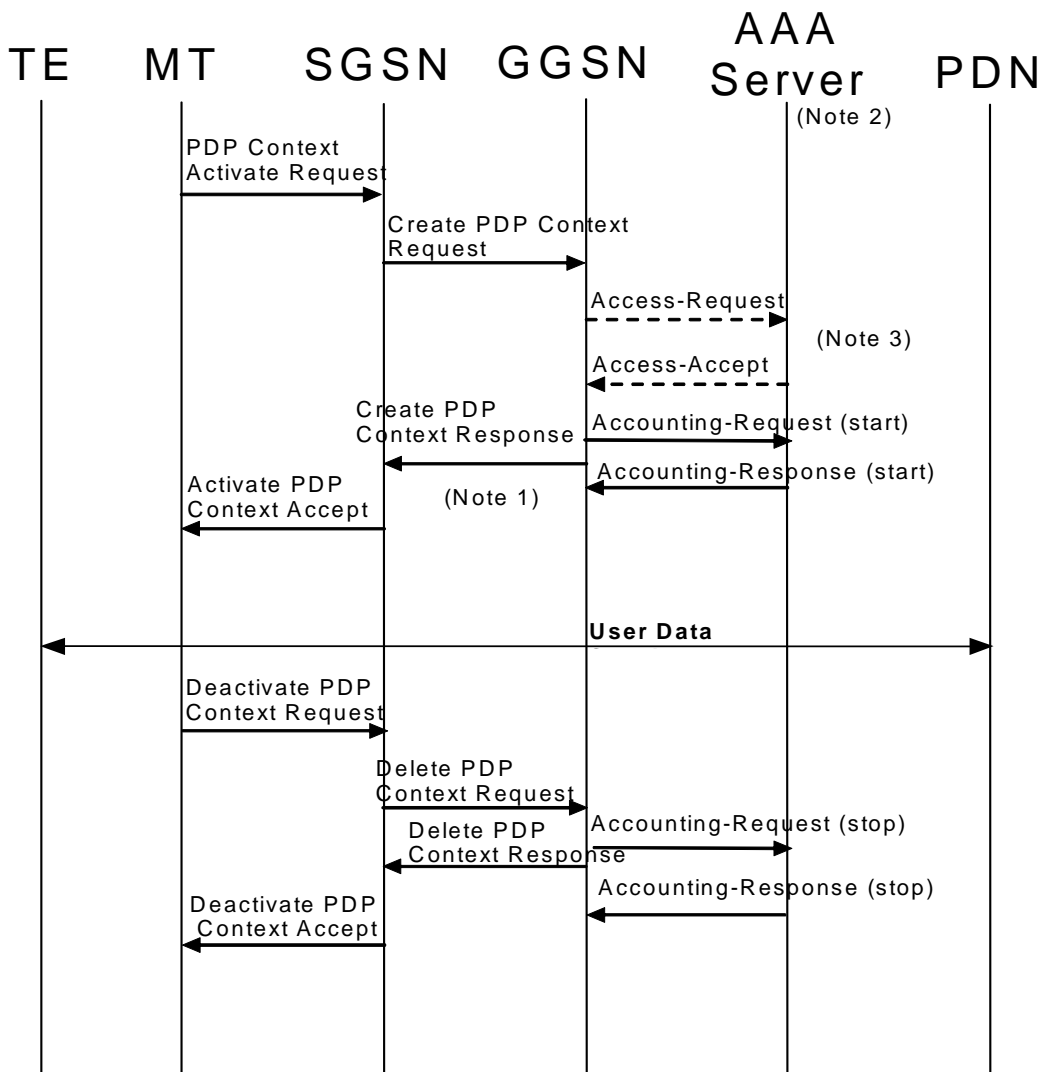 TE MT SGSN GGSN AAA Server PDN
(Note 2)
PDP Context
Activate Request
Create PDP Context
Request
Access-Request
(Note 3)
Access-Accept
Create PDP
Context Response
Accounting-Request (start)
Accounting-Response (start)
Activate PDP
Context Accept
(Note 1)
User Data
Deactivate PDP
Context Request
Delete PDP
Context Request
Accounting-Request (stop)
Delete PDP
Context Response
Accounting-Response (stop)
Deactivate PDP
Context Accept